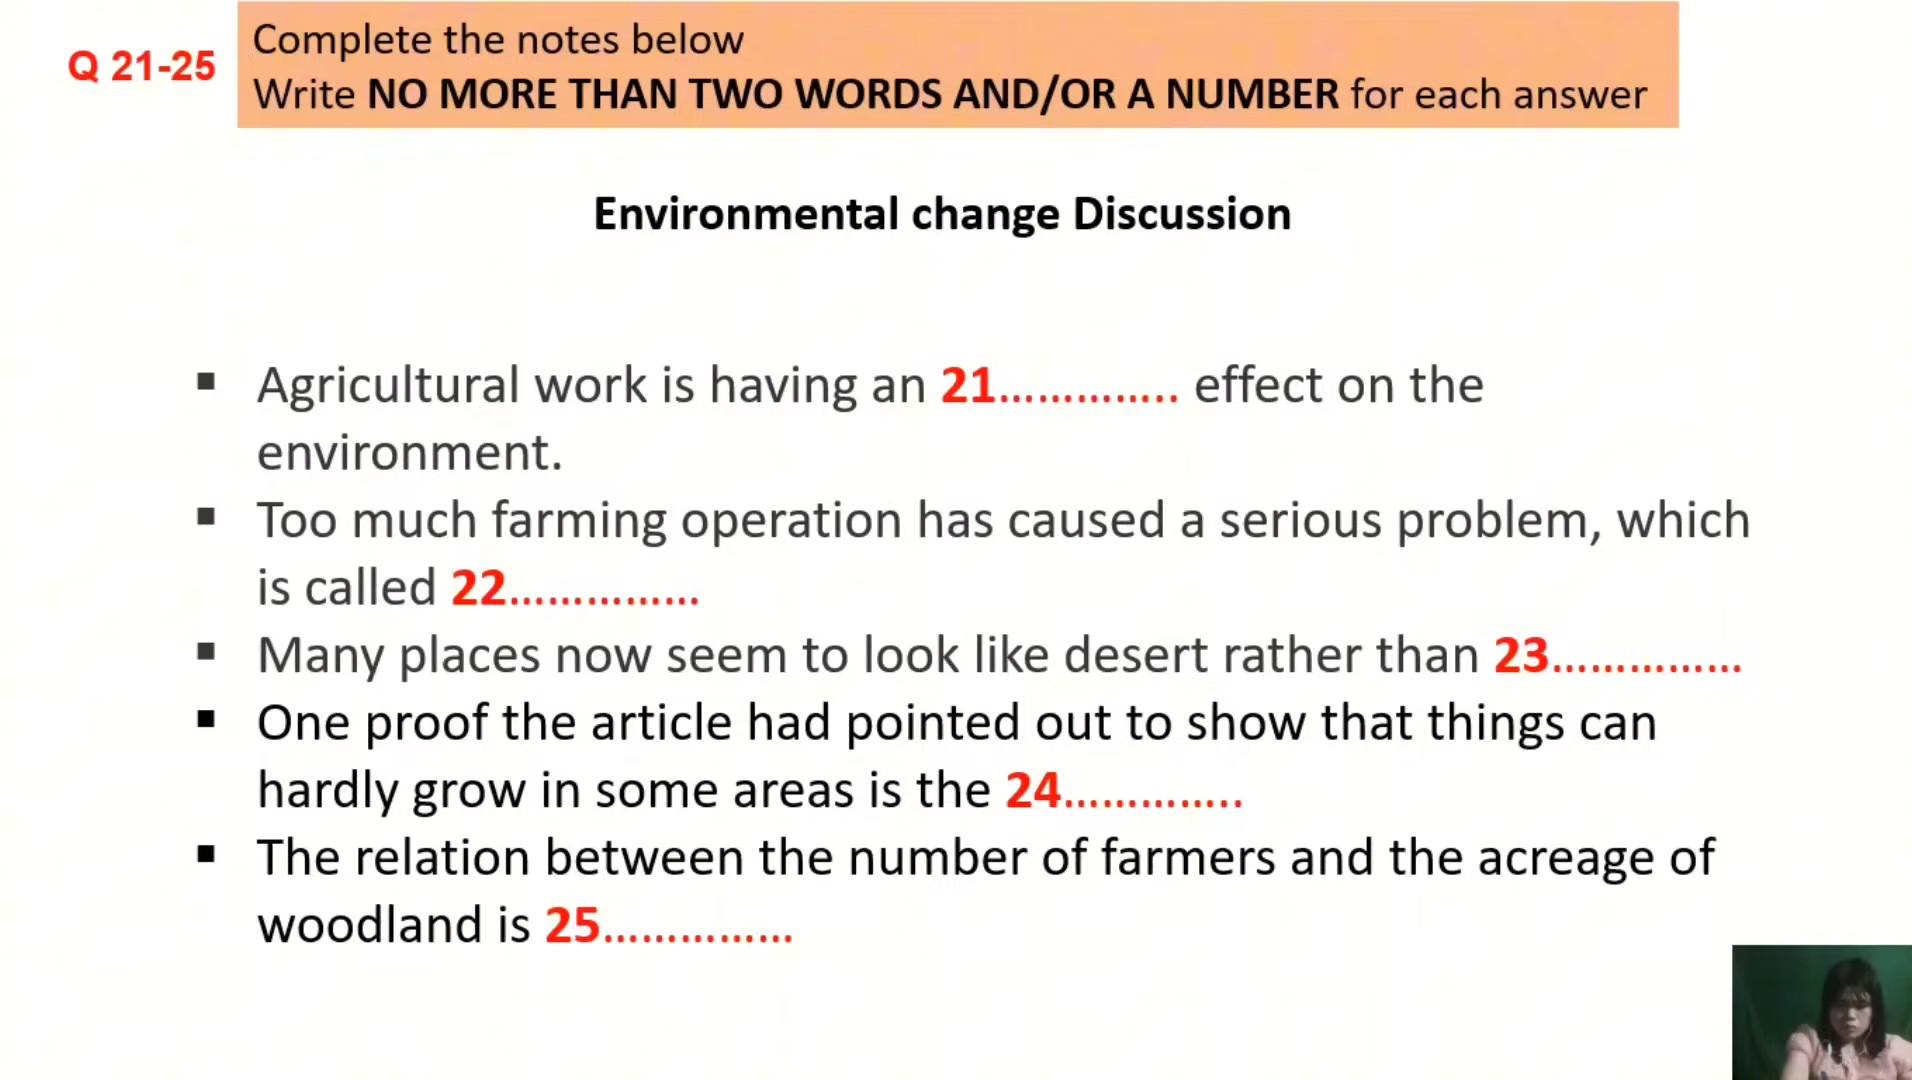 Q 21-25
Complete the notes below
Write NO MORE THAN TWO WORDS AND/OR A NUMBER for each answer
Environmental change Discussion
▪ Agricultural work is having an 21………….. effect on the
environment.
▪ Too much farming operation has caused a serious problem, which
is called 22……………
▪ Many places now seem to look like desert rather than 23……………
▪ One proof the article had pointed out to show that things can
hardly grow in some areas is the 24…………..
▪ The relation between the number of farmers and the acreage of
woodland is 25……………